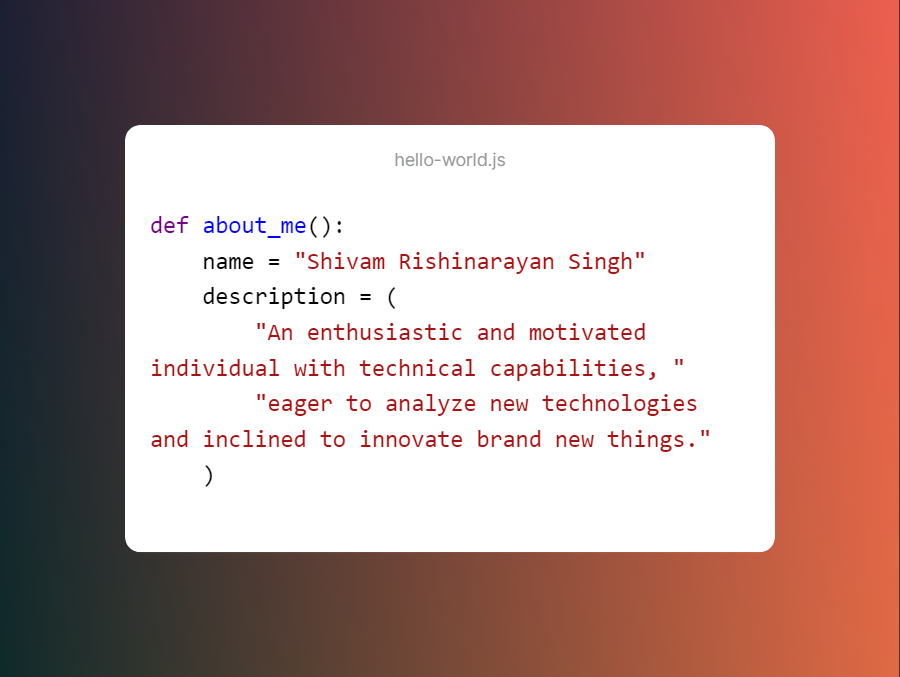 hello-world.js
def about_me():
    name = "Shivam Rishinarayan Singh"
    description = (
        "An enthusiastic and motivated
individual with technical capabilities, "
        "eager to analyze new technologies
and inclined to innovate brand new things."
    )